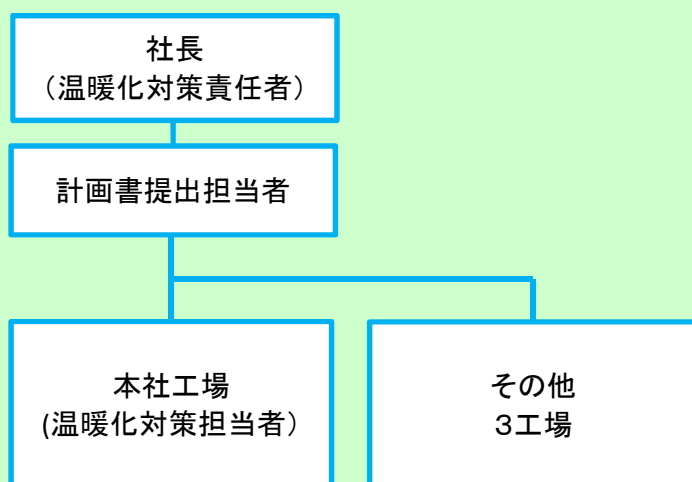 社長
（温暖化対策責任者）
計画書提出担当者
本社工場
(温暖化対策担当者）
その他
３工場